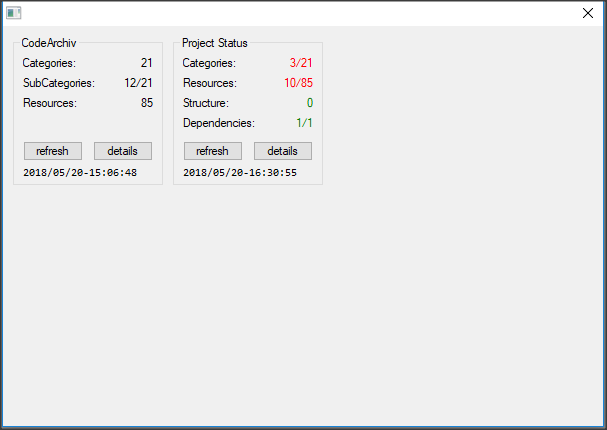 CodeArchiv
Categories: 21
SubCategories: 12/21
Resources: 85
refresh details
2018/05/20-15:06:48
Project Status
Categories: 3/21
Resources: 10/85
Structure: 0
Dependencies: 1/1
refresh details
2018/05/20-16:30:55